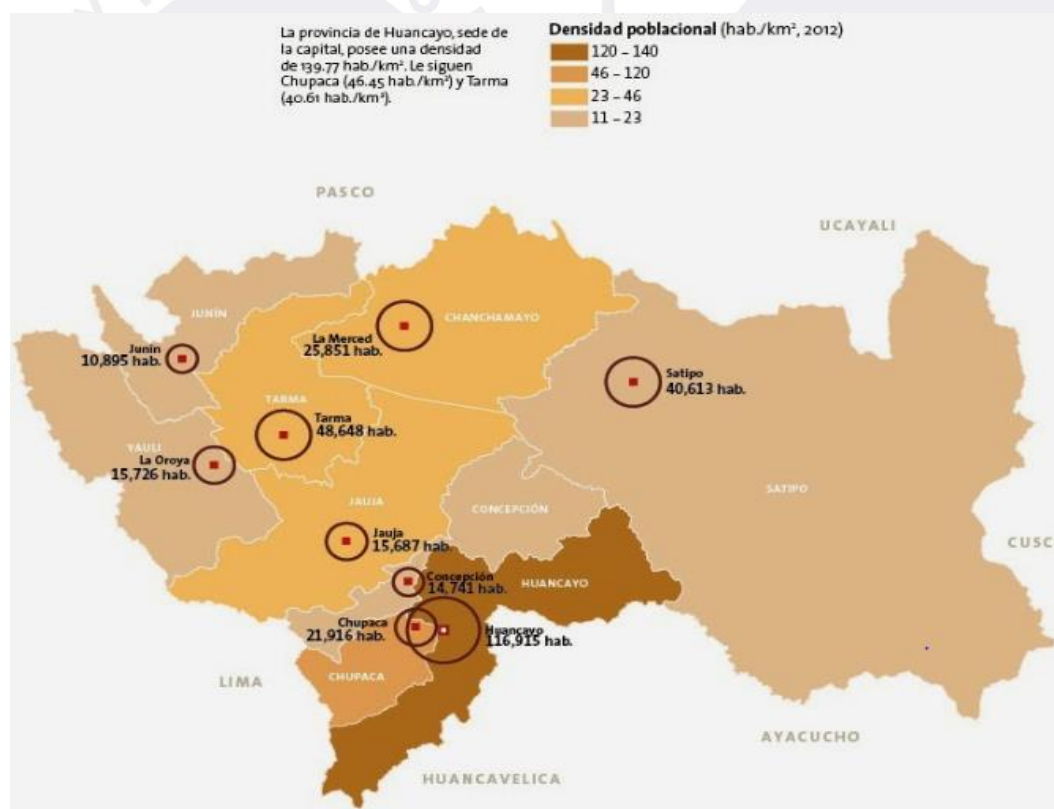 La provincia de Huancayo, sede de
la capital, posee una densidad
de 139.77 hab./km². Le siguen
Chupaca (46.45 hab./km²) y Tarma
(40.61 hab./km²).
Densidad poblacional (hab./km², 2012)
120 – 140
46 – 120
23 – 46
11 – 23
PASCO
UCAYALI
JUNÍN
CHANCHAMAYO
La Merced
25,851 hab.
Junín
10,895 hab.
Satipo
40,613 hab.
TARMA
Tarma
48,648 hab.
YAULI
La Oroya
15,726 hab.
JAUJA
SATIPO
CONCEPCIÓN
Jauja
15,687 hab.
CUSC
Concepción
14,741 hab.
HUANCAYO
Chupaca
21,916 hab.
Huancayo
116,915 hab.
LIMA
CHUPACA
AYACUCHO
HUANCAVELICA